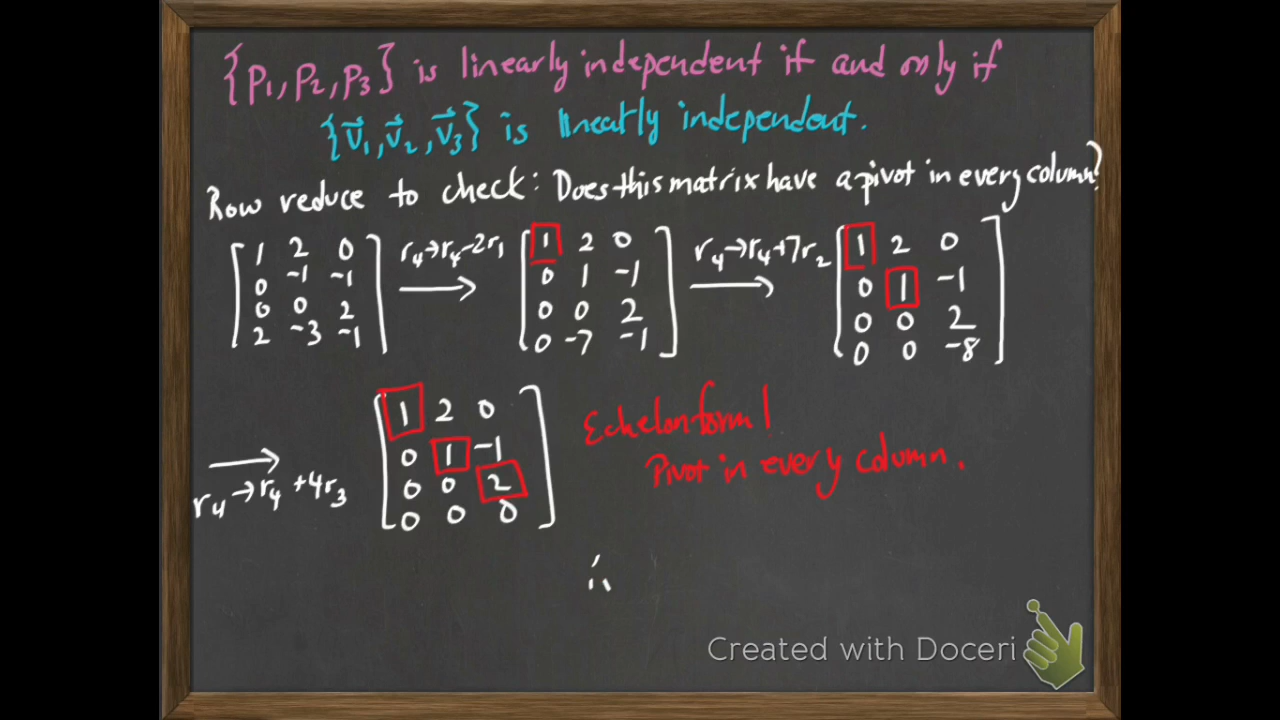 {p₁, p₂, p₃} is linearly independent if and only if
{v⃗₁, v⃗₂, v⃗₃} is lineatly independent.
Row reduce to check: Does this matrix have a pivot in every column?
[1 2 0 r₄→r₄-2r₁ [1 2 0 r₄→r₄+7r₂ [1 2 0
0 -1 -1 0 1 -1 0 1 -1
0 0 2 0 0 2 0 0 2
2 -3 -1] 0 -7 -1] 0 0 -8]
[1 2 0 Echelon form!
0 1 -1 Pivot in every column.
r₄→r₄+4r₃ 0 0 2
0 0 0]
∴
Created with Doceri